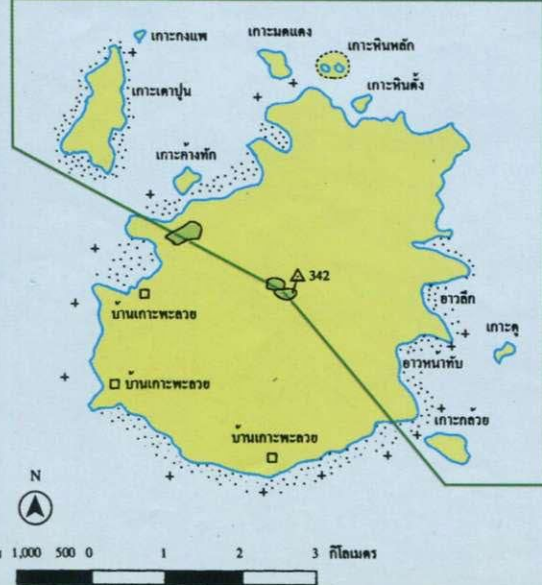 เกาะกงแพ
เกาะมดแดง
เกาะหินหลัก
เกาะเตาปูน
เกาะหินดั้ง
เกาะค้างทัก
342
บ้านเกาะพะลวย
อ่าวลึก
เกาะดุ
บ้านเกาะพะลวย
อ่าวหน้าทับ
เกาะกล้วย
บ้านเกาะพะลวย
N
1,000 500 0 1 2 3 กิโลเมตร